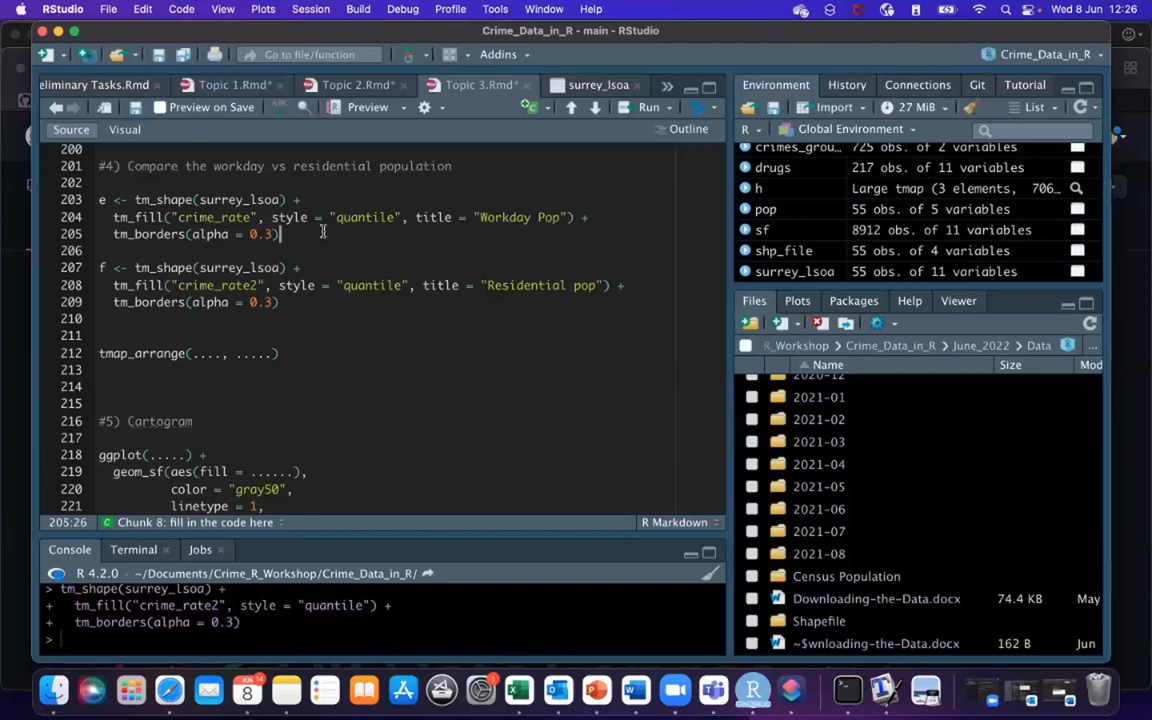 RStudio File Edit Code View Plots Session Build Debug Profile Tools Window Help Wed 8 Jun 12:26
Crime_Data_in_R - main - RStudio
Go to file/function Addins Crime_Data_in_R
eliminary Tasks.Rmd Topic 1.Rmd* Topic 2.Rmd* Topic 3.Rmd* surrey_lsoa
Preview on Save Preview Run
Source Visual Outline
200
201 #4) Compare the workday vs residential population
202
203 e <- tm_shape(surrey_lsoa) +
204 tm_fill("crime_rate", style = "quantile", title = "Workday Pop") +
205 tm_borders(alpha = 0.3)
206
207 f <- tm_shape(surrey_lsoa) +
208 tm_fill("crime_rate2", style = "quantile", title = "Residential pop") +
209 tm_borders(alpha = 0.3)
210
211
212 tmap_arrange(...., .....)
213
214
215
216 #5) Cartogram
217
218 ggplot(.....) +
219 geom_sf(aes(fill = ......),
220 color = "gray50",
221 linetype = 1,
205:26 Chunk 8: fill in the code here R Markdown
Console Terminal Jobs
R 4.2.0 · ~/Documents/Crime_R_Workshop/Crime_Data_in_R/
> tm_shape(surrey_lsoa) +
+ tm_fill("crime_rate2", style = "quantile") +
+ tm_borders(alpha = 0.3)
>
Environment History Connections Git Tutorial
Import 27 MiB List
R Global Environment
crimes_grou… 725 obs. of 2 variables
drugs 217 obs. of 11 variables
h Large tmap (3 elements, 706…
pop 55 obs. of 5 variables
sf 8912 obs. of 11 variables
shp_file 55 obs. of 4 variables
surrey_lsoa 55 obs. of 11 variables
Files Plots Packages Help Viewer
R_Workshop Crime_Data_in_R June_2022 Data ...
Name Size Mod
2020-12
2021-01
2021-02
2021-03
2021-04
2021-05
2021-06
2021-07
2021-08
Census Population
Downloading-the-Data.docx 74.4 KB May
Shapefile
~$wnloading-the-Data.docx 162 B Jun